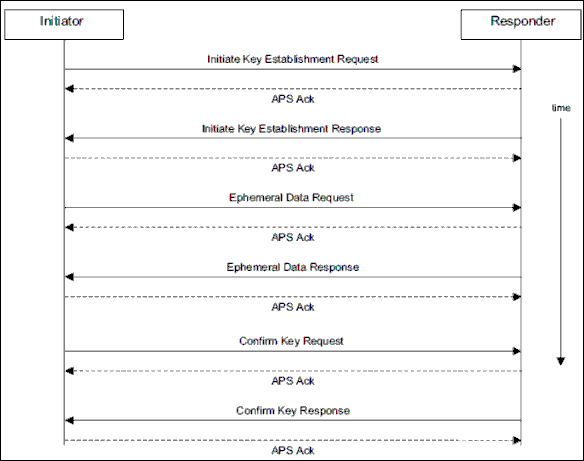 Initiator
Responder
Initiate Key Establishment Request
APS Ack
time
Initiate Key Establishment Response
APS Ack
Ephemeral Data Request
APS Ack
Ephemeral Data Response
APS Ack
Confirm Key Request
APS Ack
Confirm Key Response
APS Ack